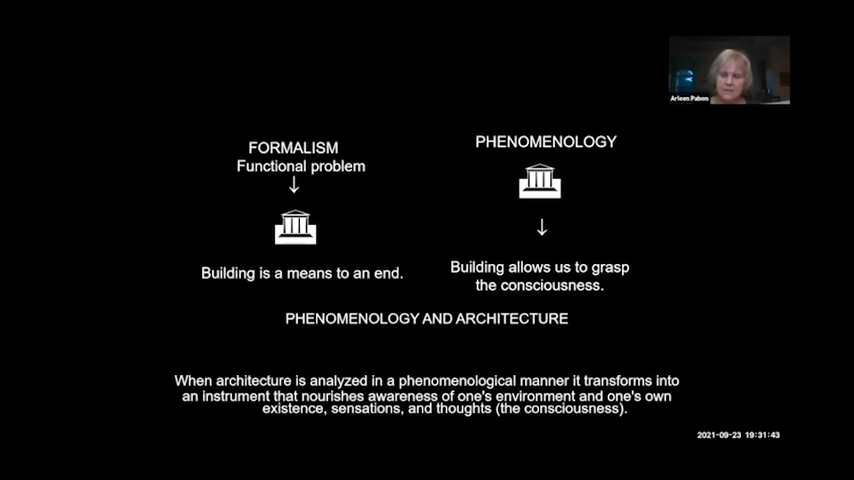 Arleen Pabon
FORMALISM
Functional problem
PHENOMENOLOGY
Building is a means to an end.
Building allows us to grasp
the consciousness.
PHENOMENOLOGY AND ARCHITECTURE
When architecture is analyzed in a phenomenological manner it transforms into
an instrument that nourishes awareness of one's environment and one's own
existence, sensations, and thoughts (the consciousness).
2021-09-23 19:31:43